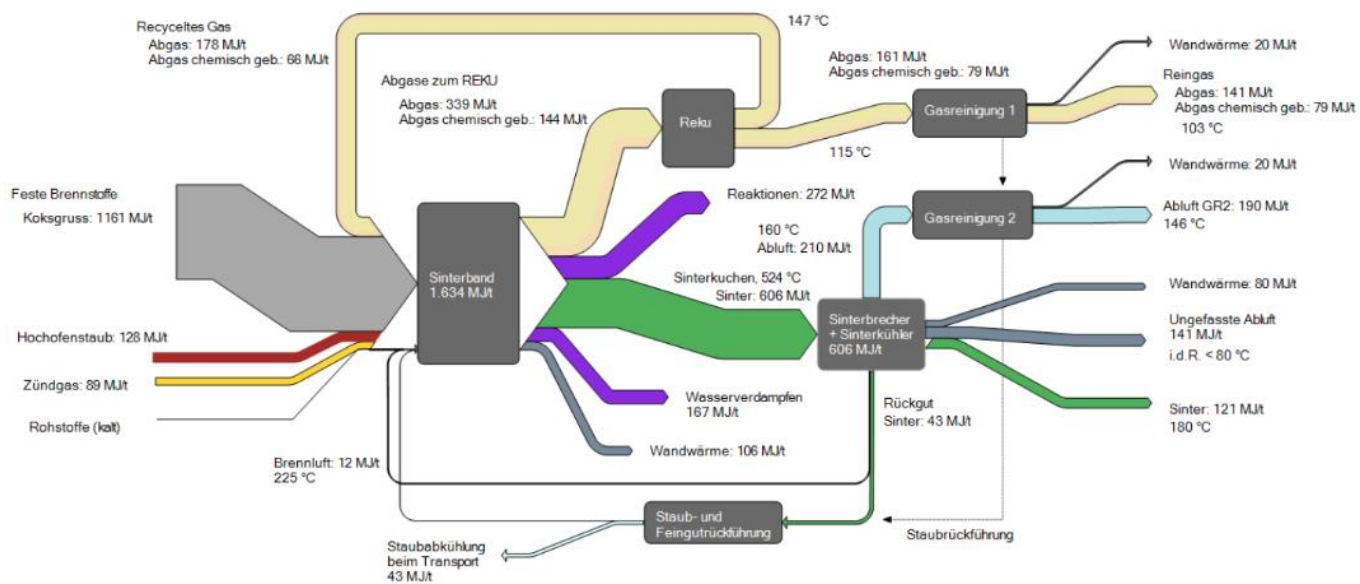 Recyceltes Gas
Abgas: 178 MJ/t
Abgas chemisch geb.: 66 MJ/t
147 °C
Abgase zum REKU
Abgas: 339 MJ/t
Abgas chemisch geb.: 144 MJ/t
Reku
115 °C
Abgas: 161 MJ/t
Abgas chemisch geb.: 79 MJ/t
Gasreinigung 1
Wandwärme: 20 MJ/t
Reingas
Abgas: 141 MJ/t
Abgas chemisch geb.: 79 MJ/t
103 °C
Feste Brennstoffe
Koksgruss: 1161 MJ/t
Sinterband
1.634 MJ/t
Reaktionen: 272 MJ/t
160 °C
Abluft: 210 MJ/t
Gasreinigung 2
Wandwärme: 20 MJ/t
Abluft GR2: 190 MJ/t
146 °C
Sinterkuchen, 524 °C
Sinter: 606 MJ/t
Sinterbrecher
+ Sinterkühler
606 MJ/t
Wandwärme: 80 MJ/t
Ungefasste Abluft
141 MJ/t
i.d.R. < 80 °C
Hochofenstaub: 128 MJ/t
Zündgas: 89 MJ/t
Rohstoffe (kalt)
Wasserverdampfen
167 MJ/t
Wandwärme: 106 MJ/t
Rückgut
Sinter: 43 MJ/t
Sinter: 121 MJ/t
180 °C
Brennluft: 12 MJ/t
225 °C
Staub- und
Feingutrückführung
Staubrückführung
Staubabkühlung
beim Transport
43 MJ/t